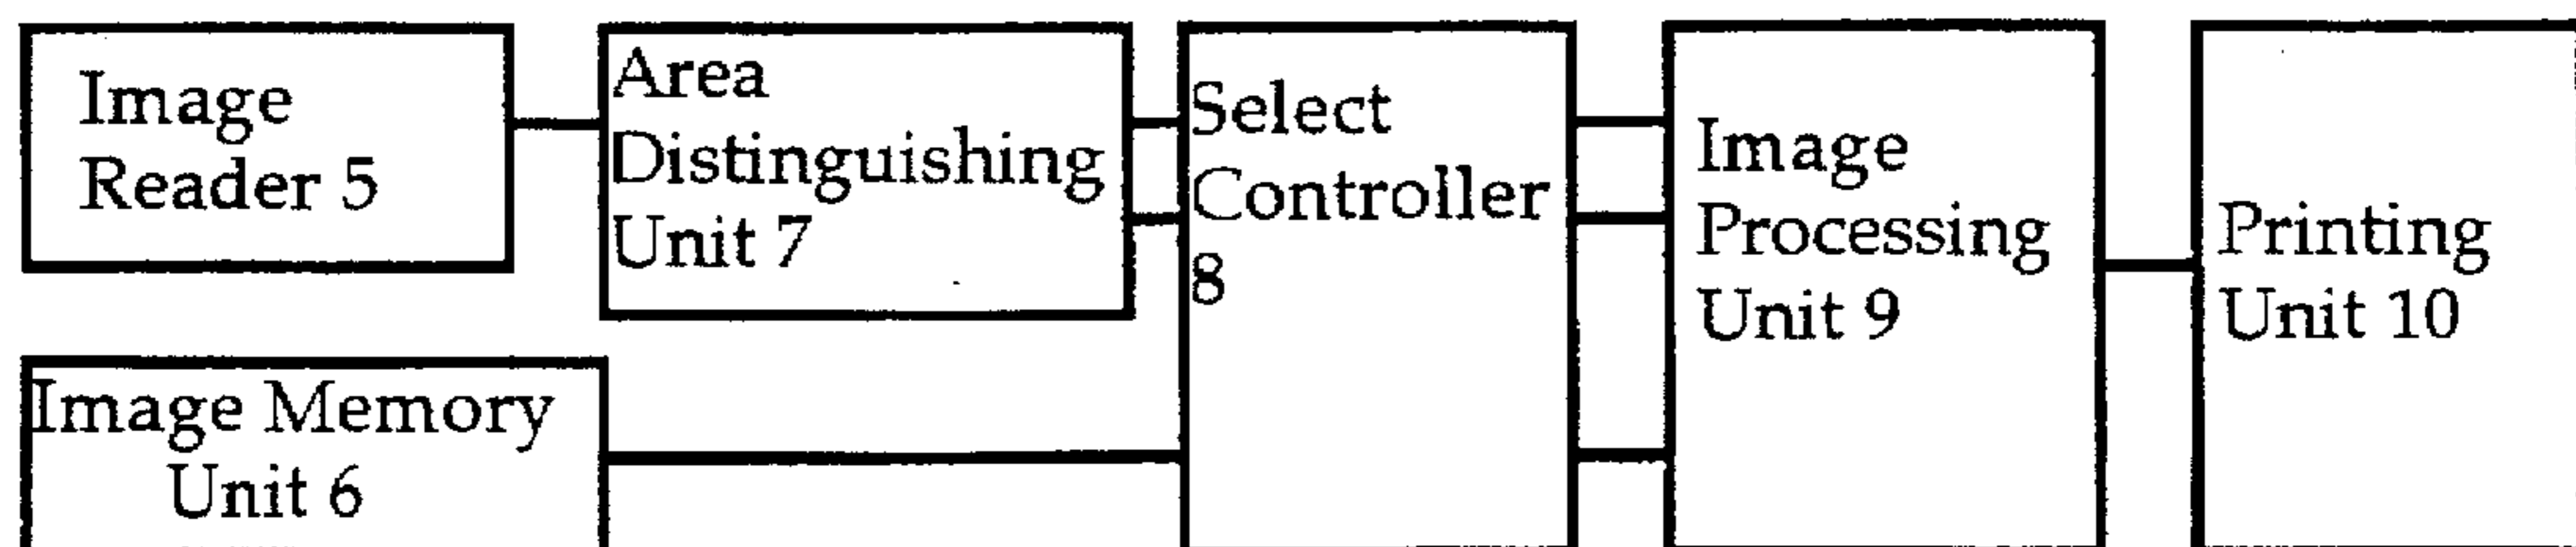 Image
Reader 5
Area
Distinguishing
Unit 7
Select
Controller
8
Image
Processing
Unit 9
Printing
Unit 10
Image Memory
Unit 6